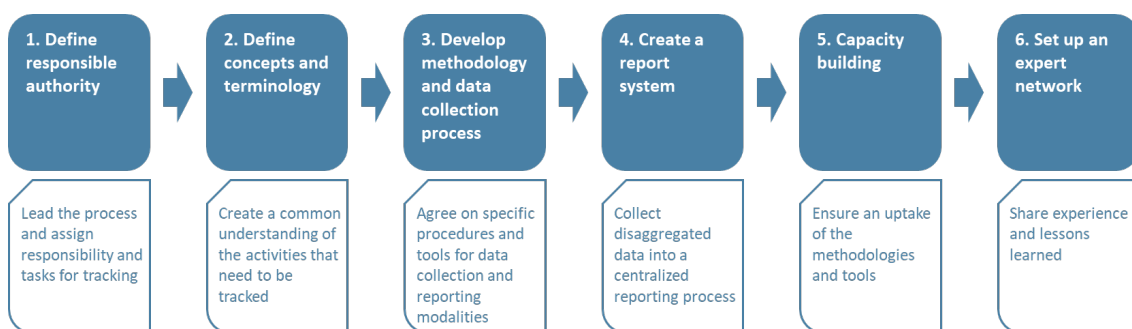 1. Define
responsible
authority
2. Define
concepts and
terminology
3. Develop
methodology
and data
collection
process
4. Create a
report
system
5. Capacity
building
6. Set up an
expert
network
Lead the process
and assign
responsibility and
tasks for tracking
Create a common
understanding of
the activities that
need to be
tracked
Agree on specific
procedures and
tools for data
collection and
reporting
modalities
Collect
disaggregated
data into a
centralized
reporting process
Ensure an uptake
of the
methodologies
and tools
Share experience
and lessons
learned